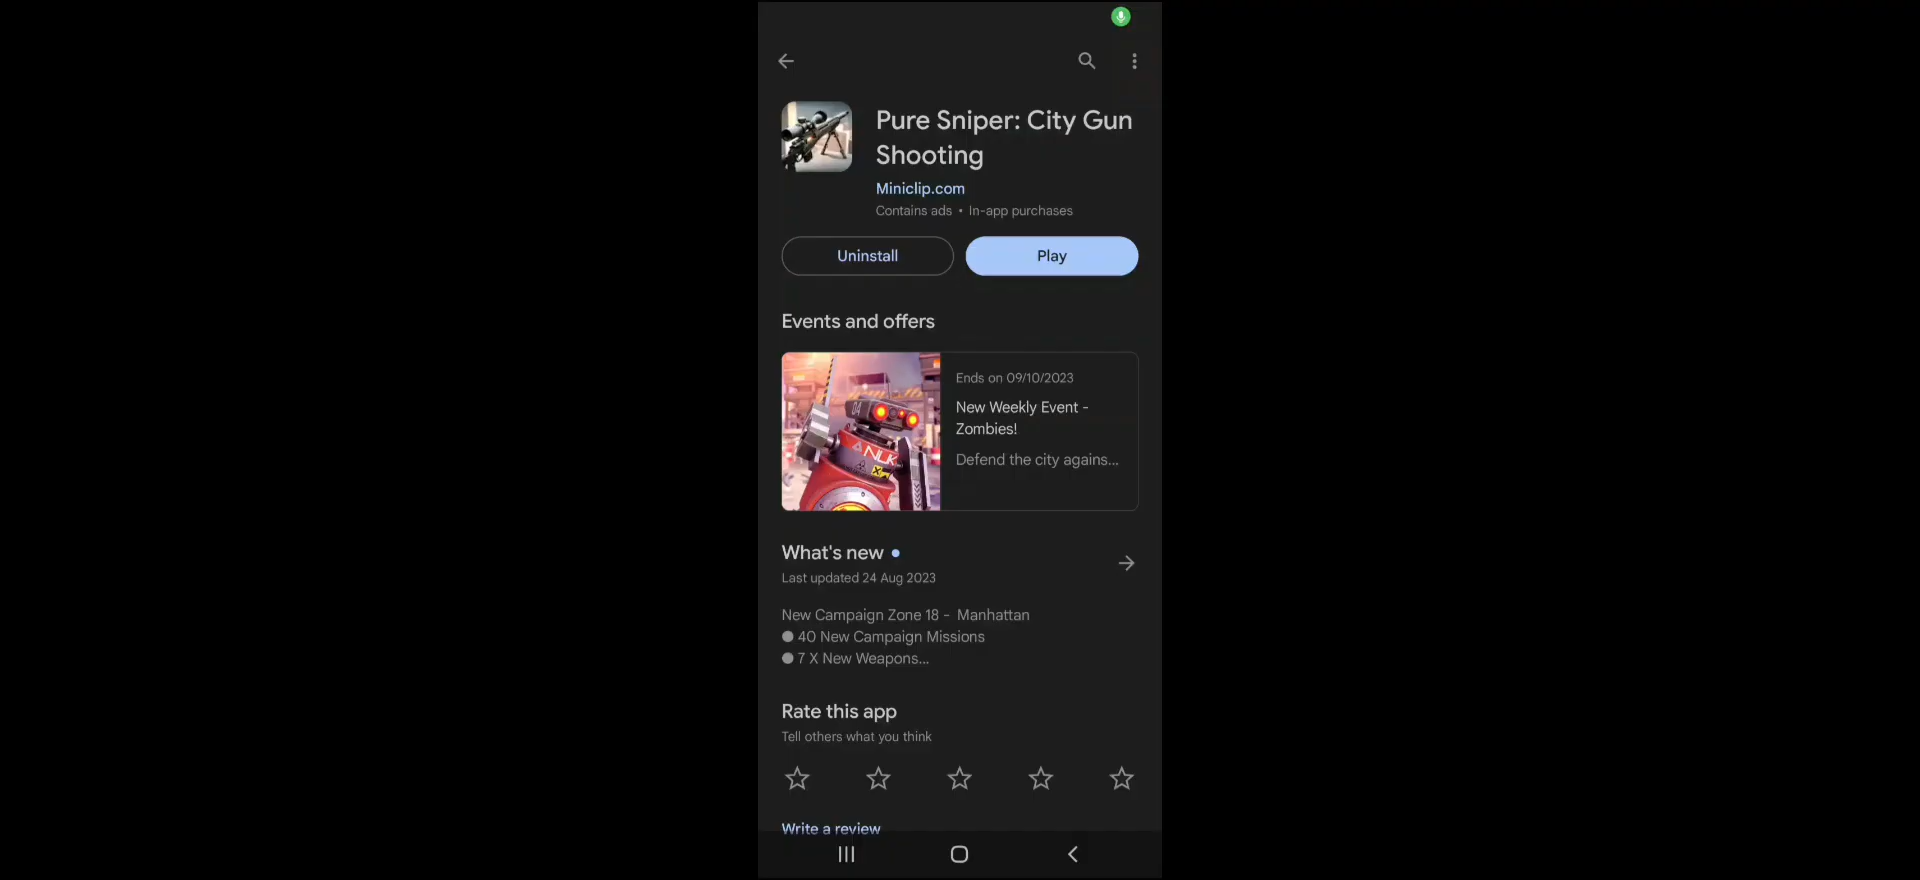 Pure Sniper: City Gun
Shooting
Miniclip.com
Contains ads • In-app purchases
Uninstall
Play
Events and offers
04
NLK
Ends on 09/10/2023
New Weekly Event -
Zombies!
Defend the city agains...
What's new
Last updated 24 Aug 2023
New Campaign Zone 18 - Manhattan
● 40 New Campaign Missions
● 7 X New Weapons...
Rate this app
Tell others what you think
Write a review